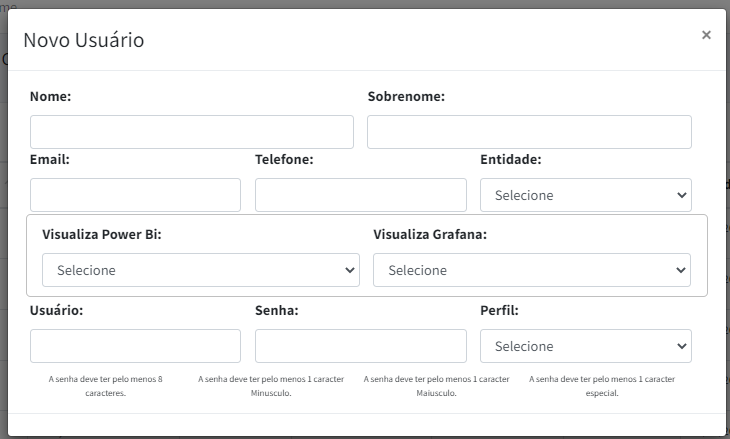 Novo Usuário ×
Nome: Sobrenome:
Email: Telefone: Entidade:
Selecione
Visualiza Power Bi: Visualiza Grafana:
Selecione Selecione
Usuário: Senha: Perfil:
Selecione
A senha deve ter pelo menos 8 caracteres.
A senha deve ter pelo menos 1 caracter Minusculo.
A senha deve ter pelo menos 1 caracter Maiusculo.
A senha deve ter pelo menos 1 caracter especial.